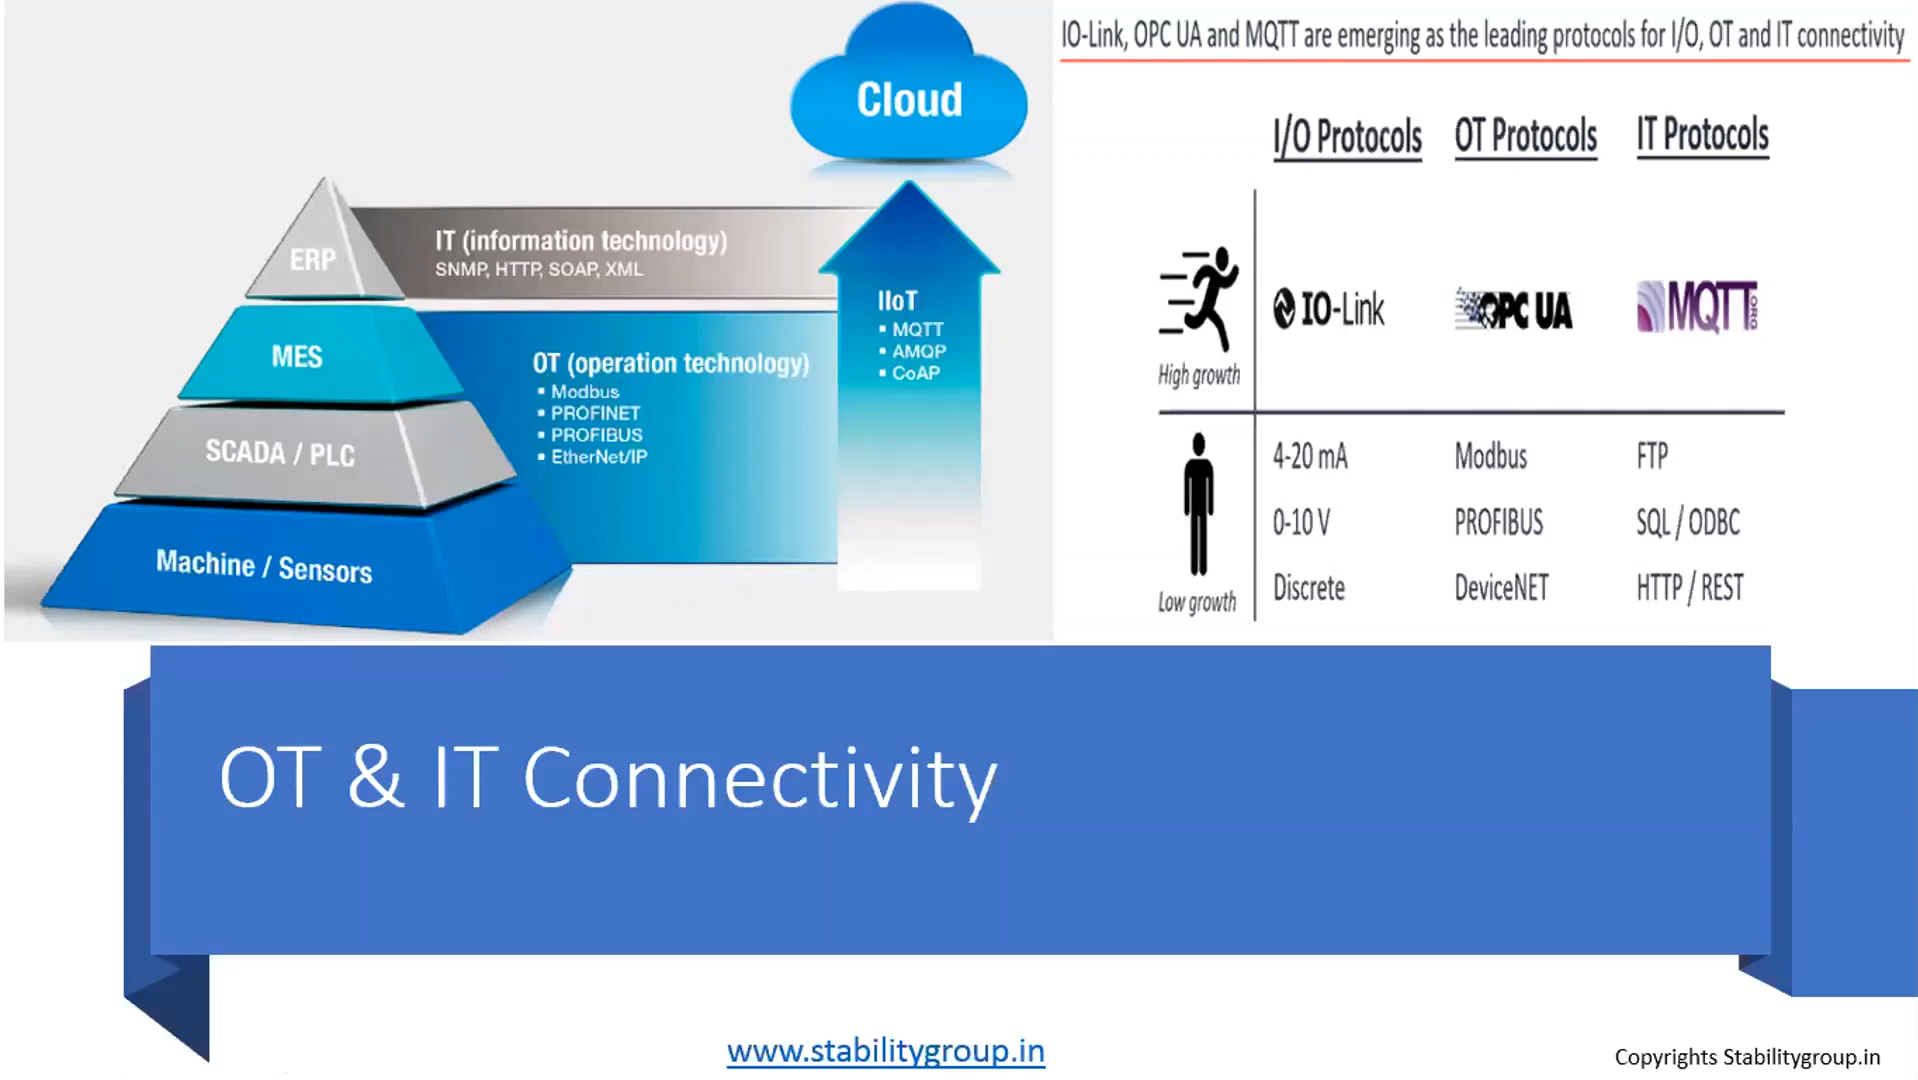 Cloud
IT (information technology)
SNMP, HTTP, SOAP, XML
ERP
MES
SCADA / PLC
Machine / Sensors
OT (operation technology)
▪ Modbus
▪ PROFINET
▪ PROFIBUS
▪ EtherNet/IP
IIoT
▪ MQTT
▪ AMQP
▪ CoAP
IO-Link, OPC UA and MQTT are emerging as the leading protocols for I/O, OT and IT connectivity
I/O Protocols OT Protocols IT Protocols
High growth
IO-Link OPC UA MQTT.ORG
4-20 mA Modbus FTP
0-10 V PROFIBUS SQL / ODBC
Low growth
Discrete DeviceNET HTTP / REST
OT & IT Connectivity
www.stabilitygroup.in
Copyrights Stabilitygroup.in